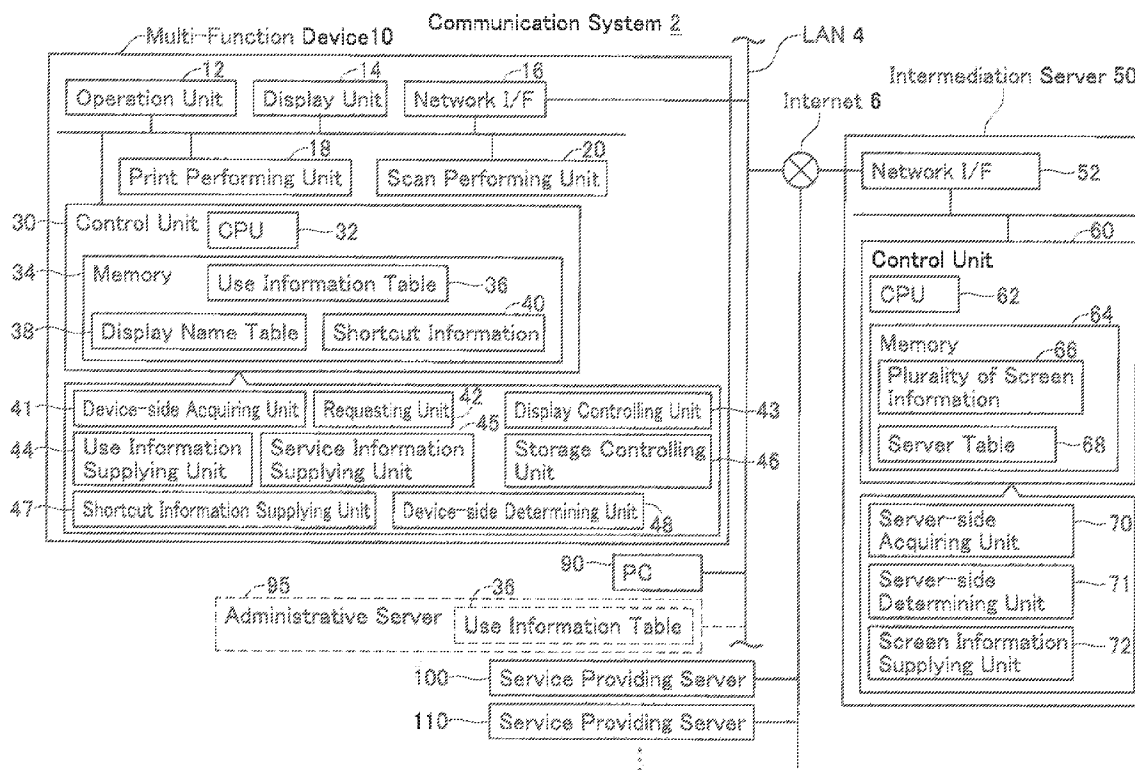 Communication System 2
Multi-Function Device10
LAN 4
12
14
16
Operation Unit
Display Unit
Network I/F
Internet 6
Intermediation Server 50
18
20
Print Performing Unit
Scan Performing Unit
Network I/F
52
30
Control Unit
CPU
32
60
Control Unit
CPU
62
34
Memory
Use Information Table
36
40
38
Display Name Table
Shortcut Information
64
Memory
66
Plurality of Screen
Information
Server Table
68
41
Device-side Acquiring Unit
Requesting Unit
42
Display Controlling Unit
43
44
Use Information
Supplying Unit
45
Service Information
Supplying Unit
Storage Controlling
Unit
46
47
Shortcut Information Supplying Unit
Device-side Determining Unit
48
Server-side
Acquiring Unit
70
Server-side
Determining Unit
71
Screen Information
Supplying Unit
72
90
PC
95
Administrative Server
36
Use Information Table
100
Service Providing Server
110
Service Providing Server